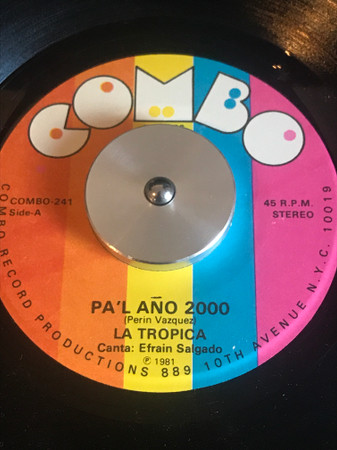 COMBO
COMBO-241
Side-A
45 R.P.M.
STEREO
PA'L AÑO 2000
(Perin Vazquez)
LA TROPICA
Canta: Efrain Salgado
℗ 1981
COMBO RECORD PRODUCTIONS 889 10TH AVENUE N.Y.C. 10019